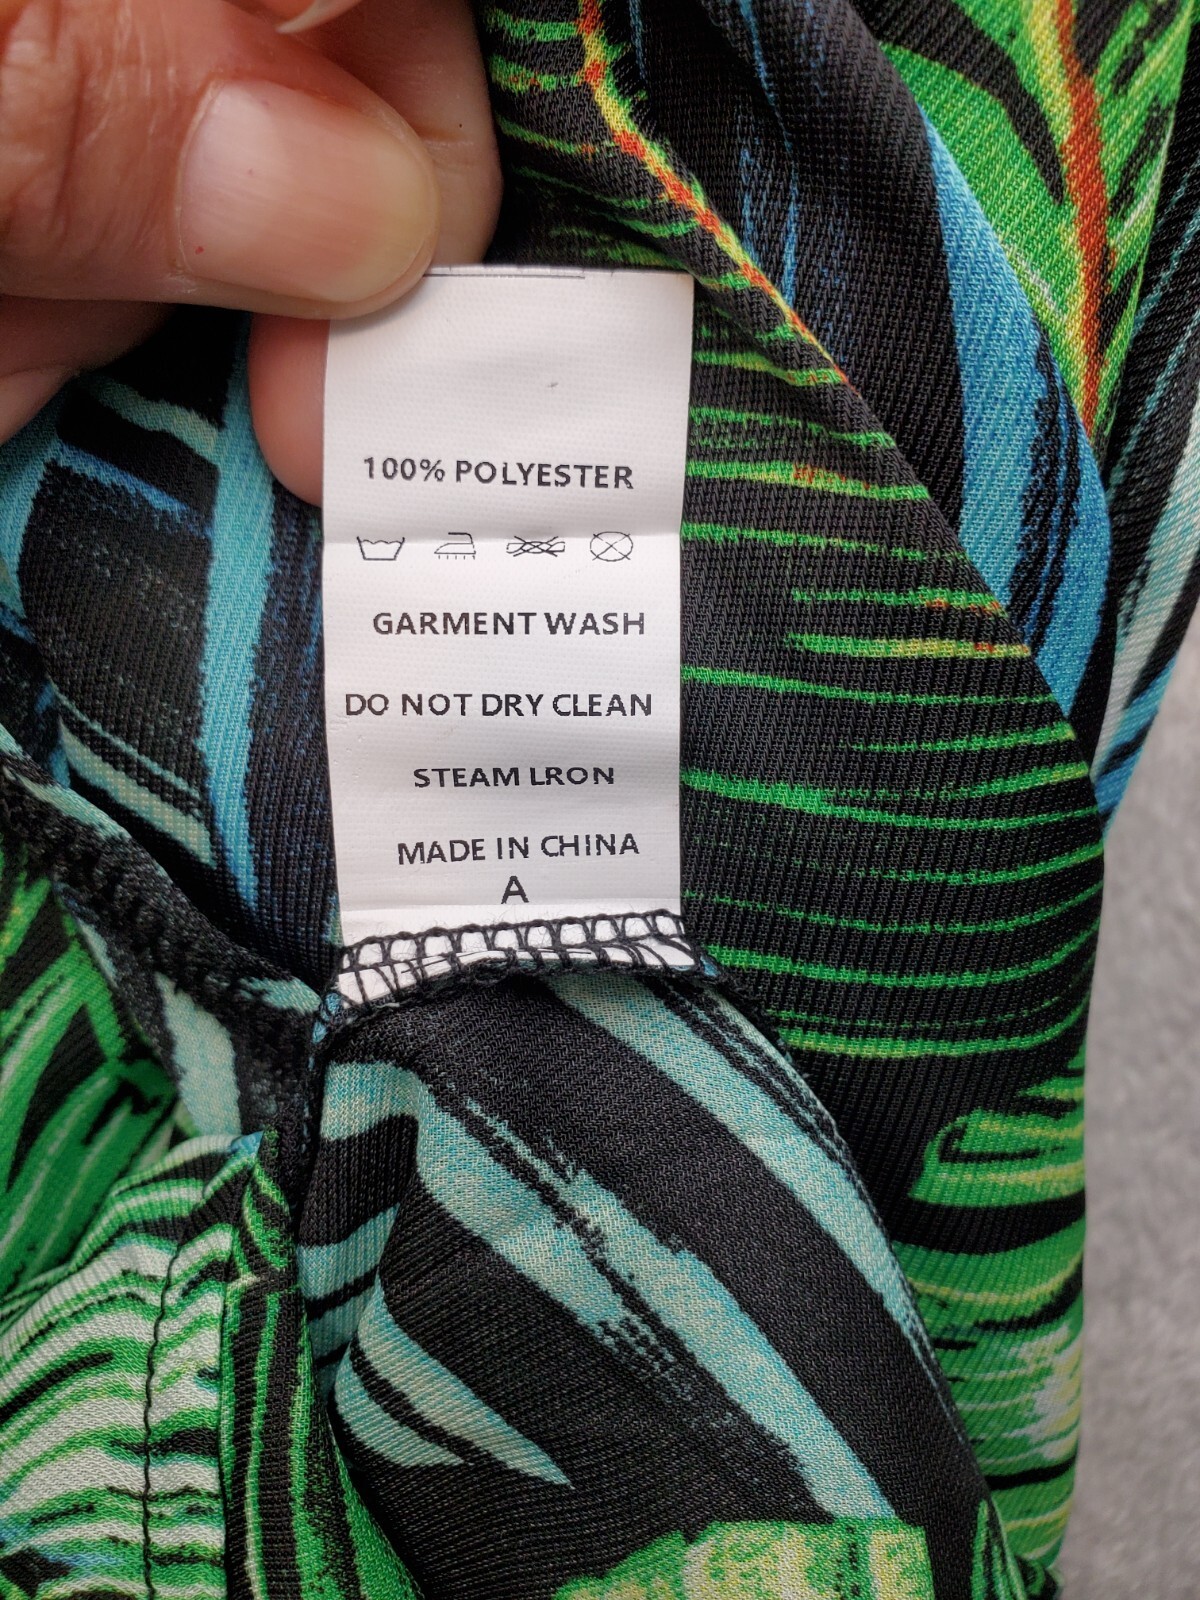 100% POLYESTER
GARMENT WASH
DO NOT DRY CLEAN
STEAM LRON
MADE IN CHINA
A